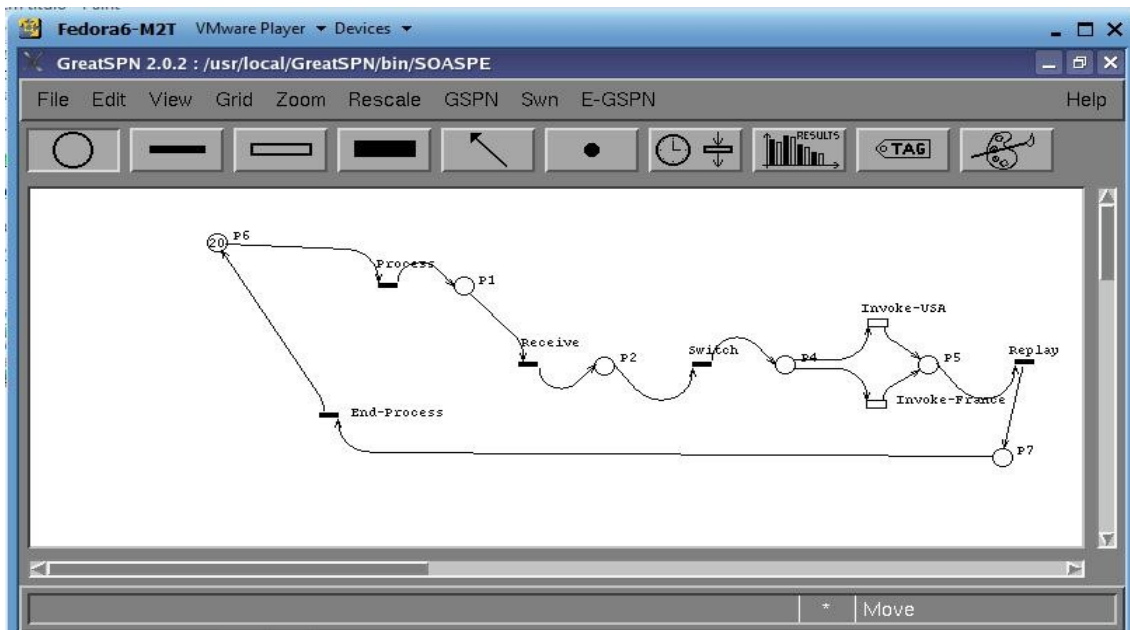 Fedora6-M2T VMware Player Devices
GreatSPN 2.0.2 : /usr/local/GreatSPN/bin/SOASPE
File Edit View Grid Zoom Rescale GSPN Swn E-GSPN Help
RESULTS
TAG
20 P6
Process
P1
Invoke-USA
Receive
P2
Switch
P4
P5
Replay
Invoke-France
End-Process
P7
* Move